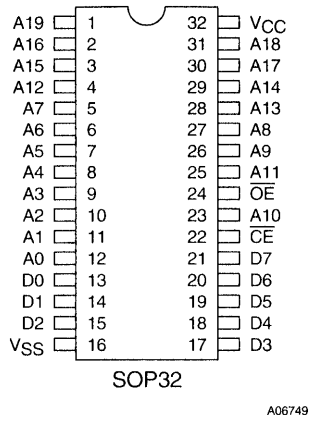 A19 1 32 VCC
A16 2 31 A18
A15 3 30 A17
A12 4 29 A14
A7 5 28 A13
A6 6 27 A8
A5 7 26 A9
A4 8 25 A11
A3 9 24 O̅E̅
A2 10 23 A10
A1 11 22 C̅E̅
A0 12 21 D7
D0 13 20 D6
D1 14 19 D5
D2 15 18 D4
VSS 16 17 D3
SOP32
A06749